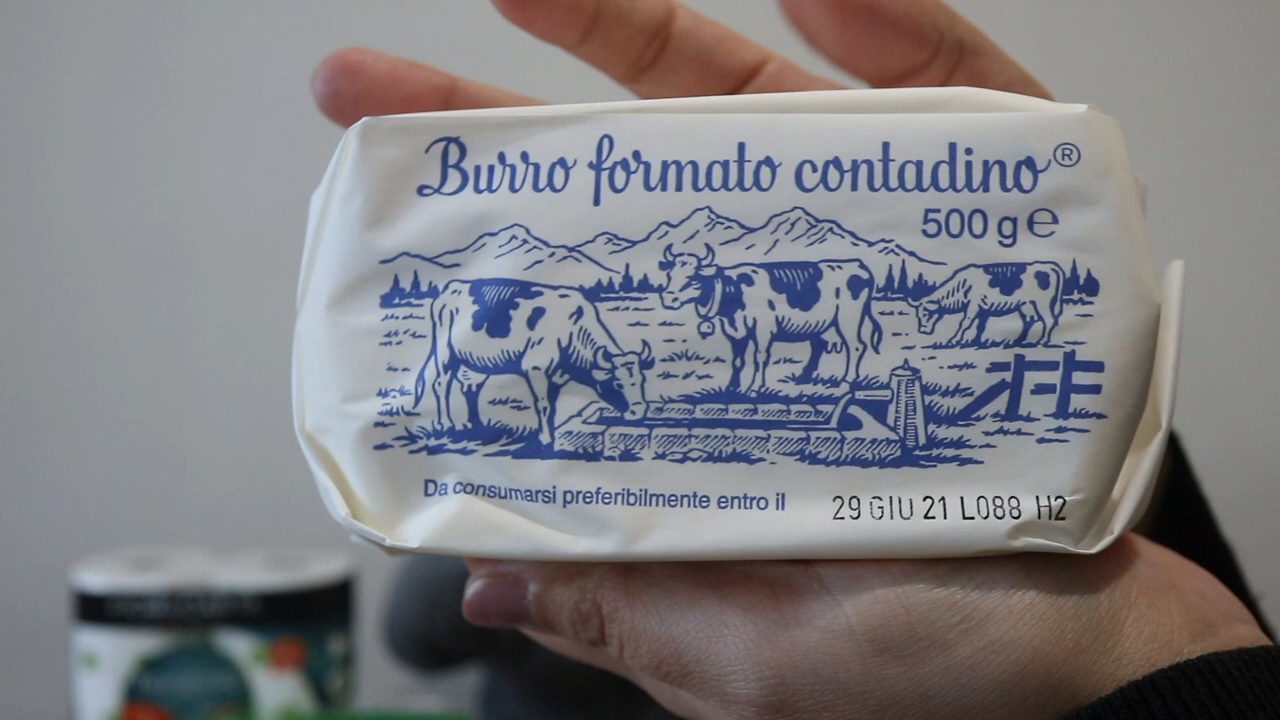 Burro formato contadino®
500 g ℮
Da consumarsi preferibilmente entro il 29 GIU 21 L088 H2